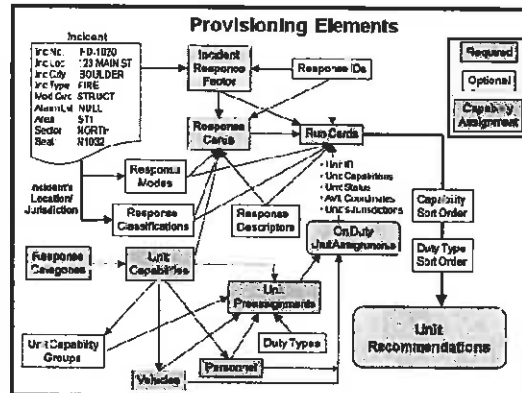 Provisioning Elements
Incident
Inc No. FD-1020
Inc Loc 123 MAIN ST
Inc City BOULDER
Inc Type FIRE
Mod Circ STRUCT
Alarm Lvl NULL
Area ST1
Sector NORTH
Beat N1032
Incident
Response
Factor
Response IDs
Required
Optional
Capability
Assignment
Response
Cards
Run Cards
Incident's
Location/
Jurisdiction
Response
Modes
Response
Classifications
Response
Descriptors
• Unit ID
• Unit Capabilities
• Unit Status
• AVL Coordinates
• Unit's Jurisdictions
Capability
Sort Order
Duty Type
Sort Order
On Duty
Unit Assignments
Response
Categories
Unit
Capabilities
Unit
Preassignments
Unit
Recommendations
Unit Capability
Groups
Duty Types
Vehicles
Personnel